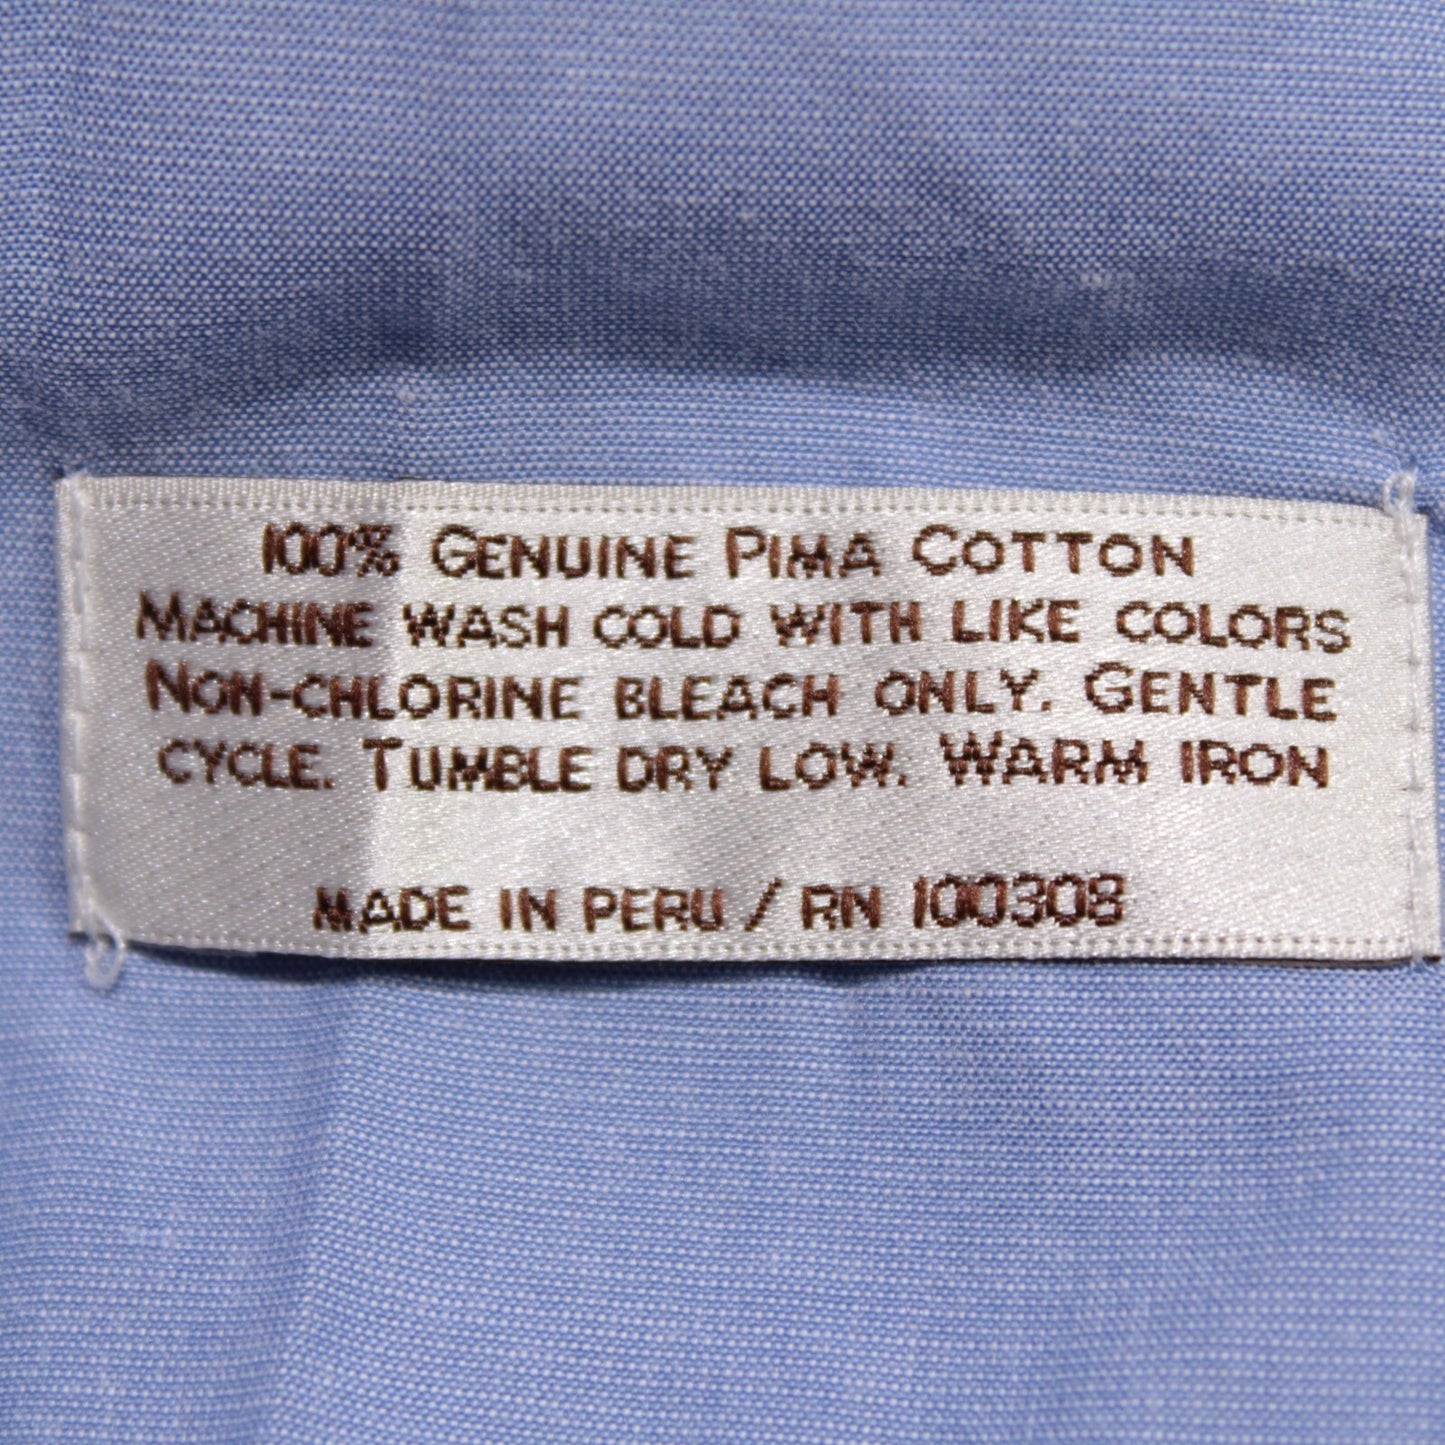 100% GENUINE PIMA COTTON
MACHINE WASH COLD WITH LIKE COLORS
NON-CHLORINE BLEACH ONLY. GENTLE
CYCLE. TUMBLE DRY LOW. WARM IRON
MADE IN PERU / RN 100308